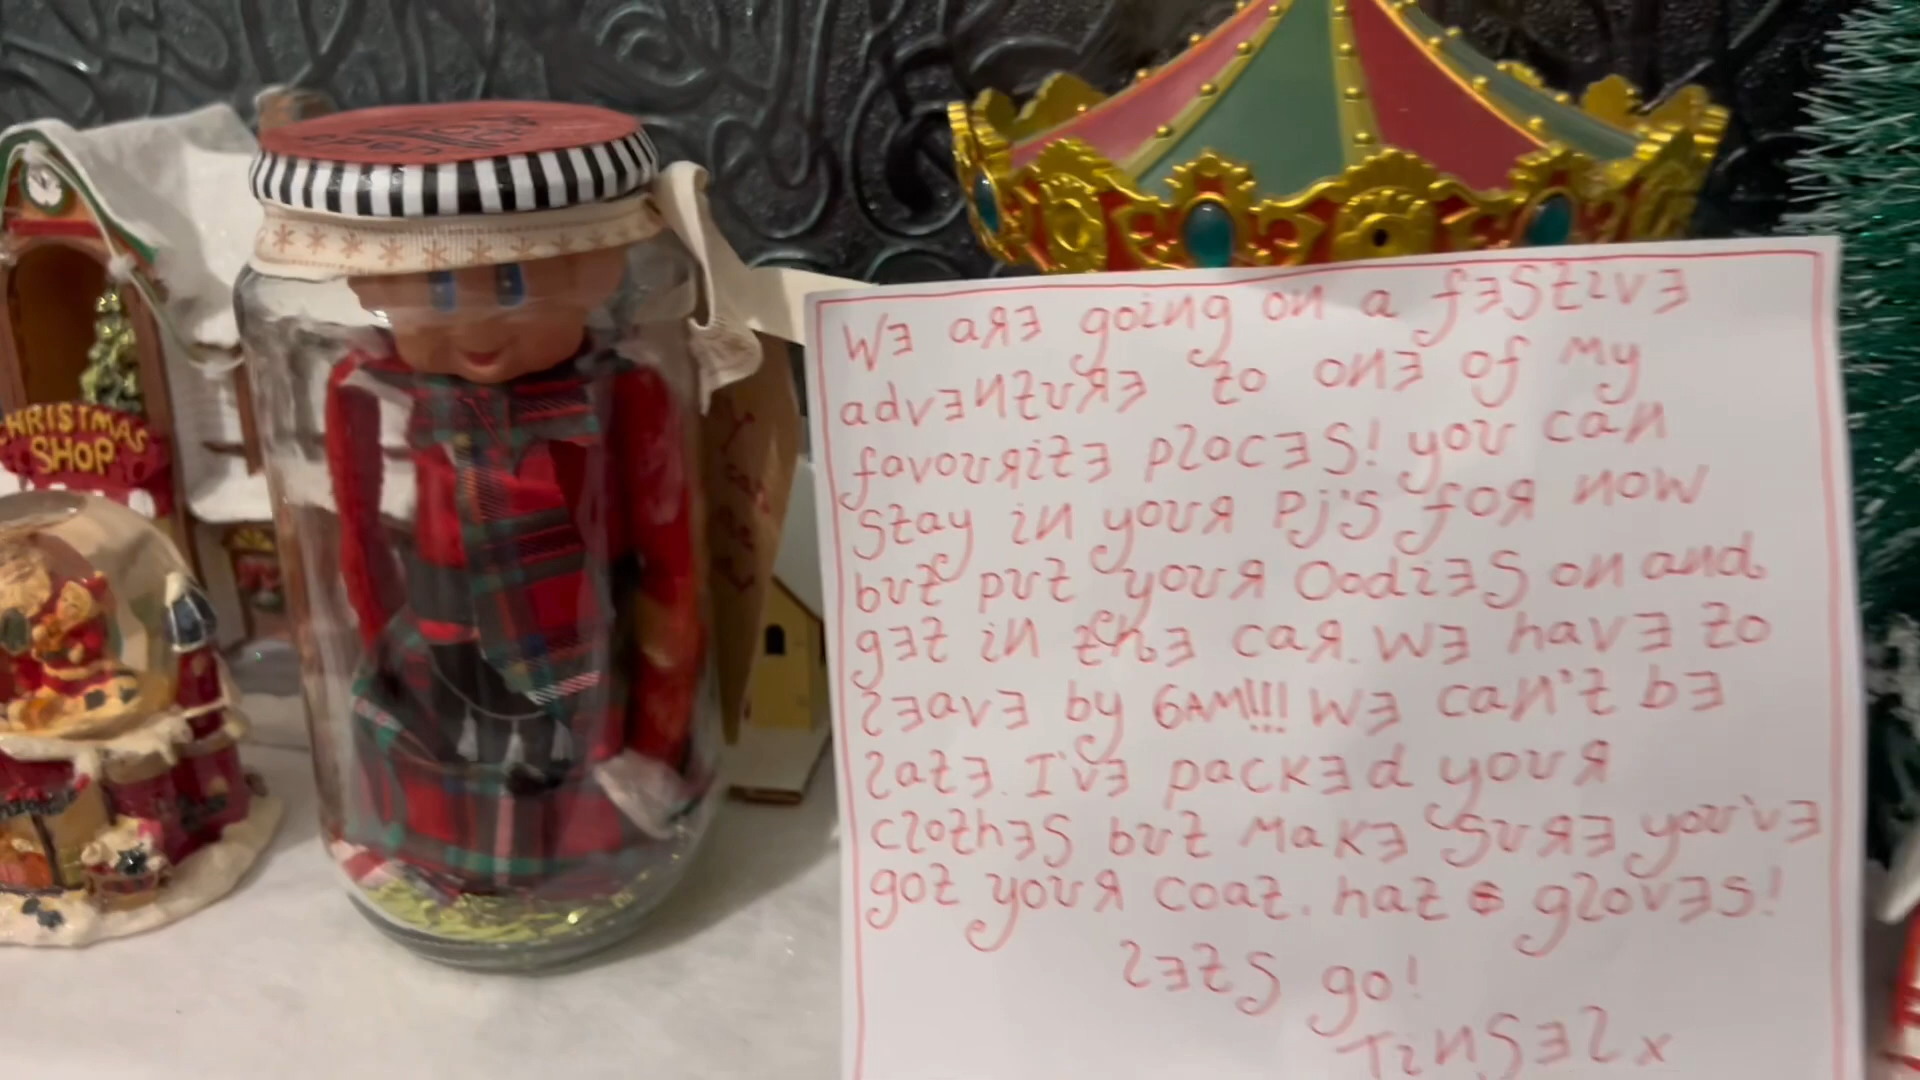 CHRISTMAS
SHOP
We are going on a festive
adventure to one of my
favourite places! you can
stay in your PJ's for now
but put your Oodies on and
get in the car. We have to
leave by 6AM!!! We can't be
late. I've packed your
clothes but make sure you've
got your coat, hat & gloves!
Lets go!
Tinsel x